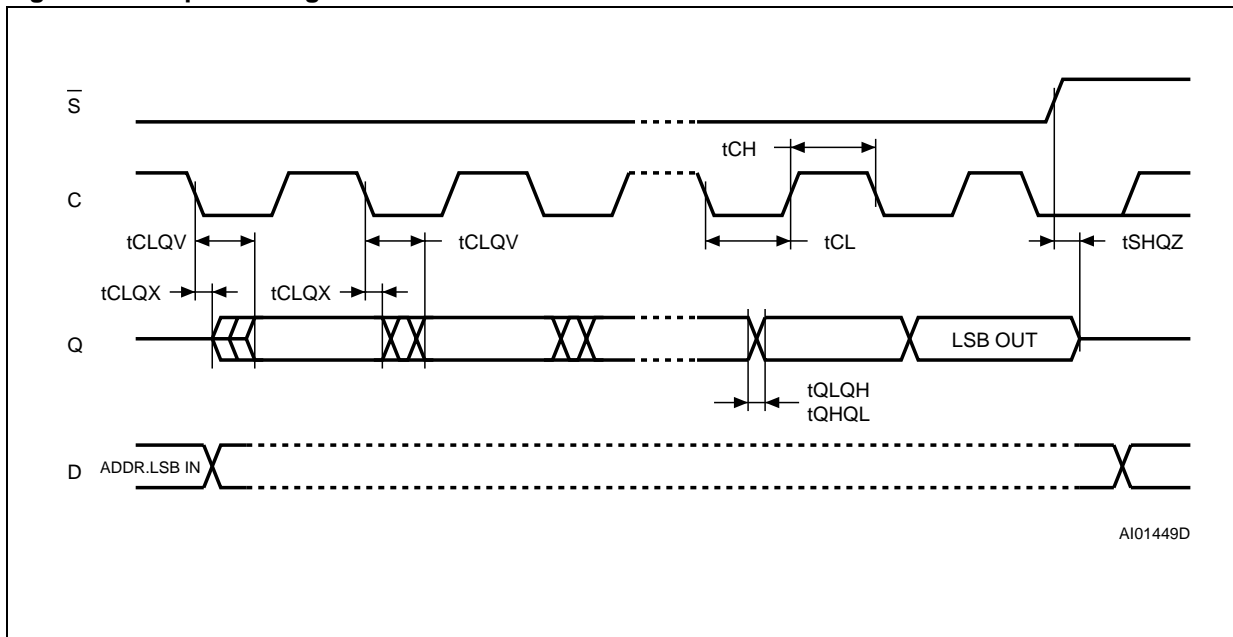 S
tCH
C
tCLQV
tCLQV
tCL
tSHQZ
tCLQX
tCLQX
Q
LSB OUT
tQLQH
tQHQL
D
ADDR.LSB IN
AI01449D